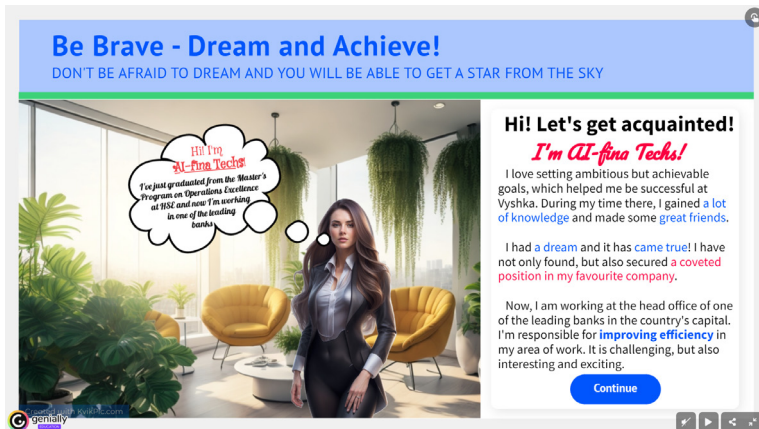 Be Brave - Dream and Achieve!
DON'T BE AFRAID TO DREAM AND YOU WILL BE ABLE TO GET A STAR FROM THE SKY
Hi! I'm
AI-fina Techs!
I've just graduated from the Master's
Program on Operations Excellence
at HSE and now I'm working
in one of the leading
banks
Hi! Let's get acquainted!
I'm AI-fina Techs!
I love setting ambitious but achievable
goals, which helped me be successful at
Vyshka. During my time there, I gained a lot
of knowledge and made some great friends.
I had a dream and it has came true! I have
not only found, but also secured a coveted
position in my favourite company.
Now, I am working at the head office of one
of the leading banks in the country's capital.
I'm responsible for improving efficiency in
my area of work. It is challenging, but also
interesting and exciting.
Continue
Created with
genially
EDUCATION